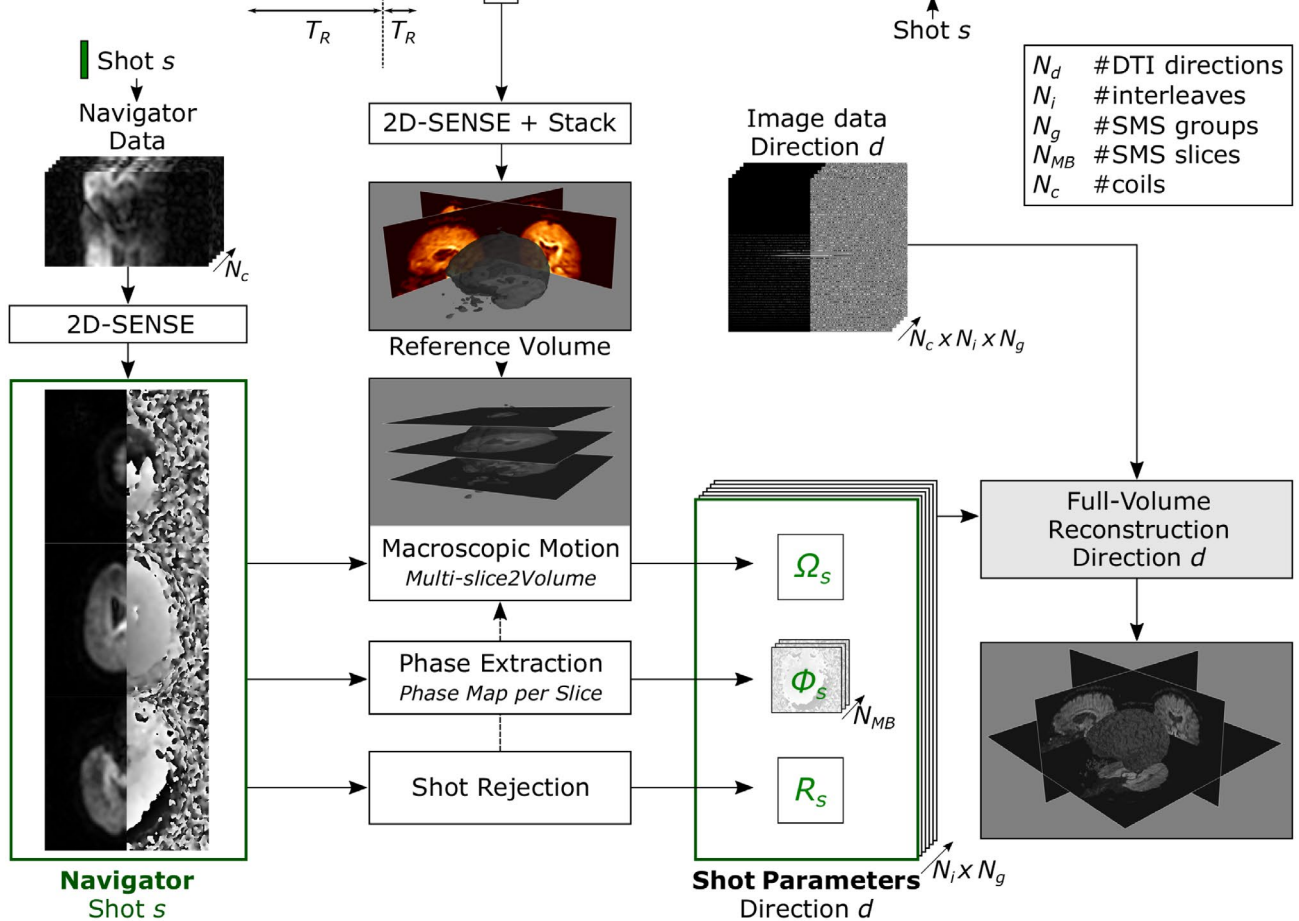 T_R
T_R
Shot s
Shot s
Navigator
Data
N_c
2D-SENSE
2D-SENSE + Stack
Reference Volume
Image data
Direction d
N_c x N_i x N_g
N_d #DTI directions
N_i #interleaves
N_g #SMS groups
N_MB #SMS slices
N_c #coils
Macroscopic Motion
Multi-slice2Volume
Phase Extraction
Phase Map per Slice
Shot Rejection
Ω_s
Φ_s
N_MB
R_s
N_i x N_g
Full-Volume
Reconstruction
Direction d
Navigator
Shot s
Shot Parameters
Direction d